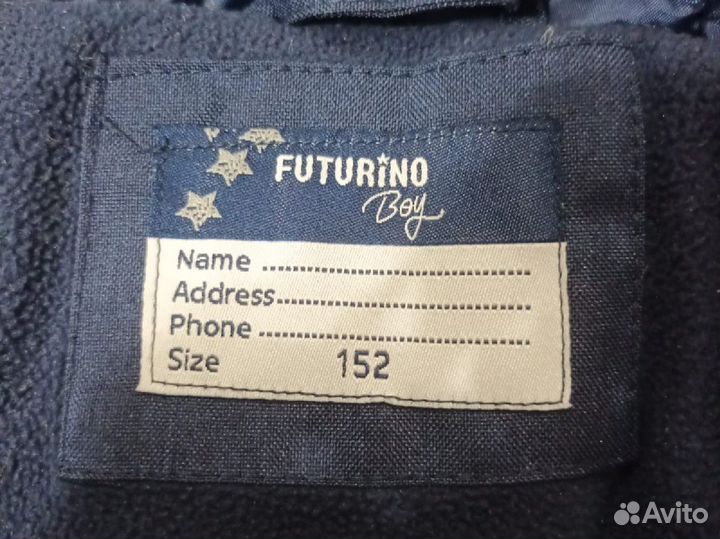 FUTURINO
Boy
Name ..............................
Address..............................
Phone ..............................
Size 152
Avito